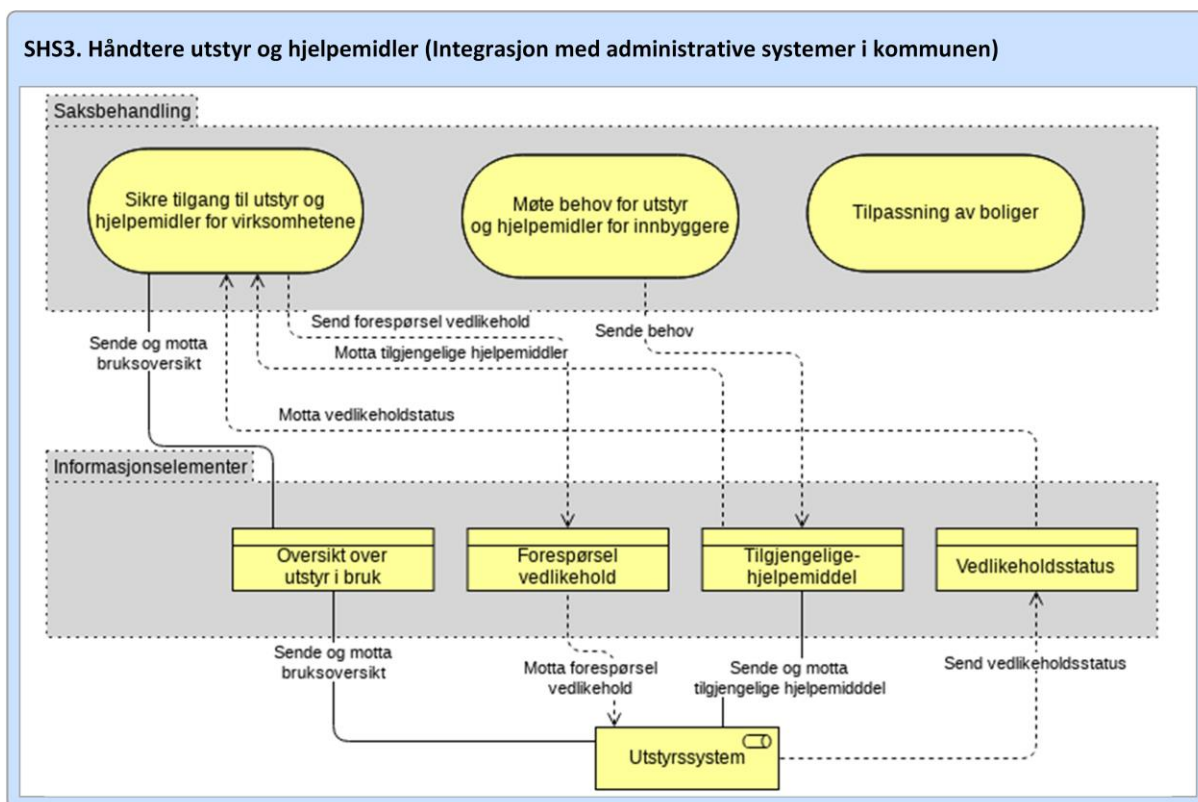 SHS3. Håndtere utstyr og hjelpemidler (Integrasjon med administrative systemer i kommunen)
Saksbehandling
Sikre tilgang til utstyr og
hjelpemidler for virksomhetene
Møte behov for utstyr
og hjelpemidler for innbyggere
Tilpassning av boliger
Send forespørsel vedlikehold
Sende behov
Sende og motta
bruksoversikt
Motta tilgjengelige hjelpemiddler
Motta vedlikeholdstatus
Informasjonselementer
Oversikt over
utstyr i bruk
Forespørsel
vedlikehold
Tilgjengelige-
hjelpemiddel
Vedlikeholdsstatus
Sende og motta
bruksoversikt
Motta forespørsel
vedlikehold
Sende og motta
tilgjengelige hjelpemidddel
Send vedlikeholdsstatus
Utstyrssystem